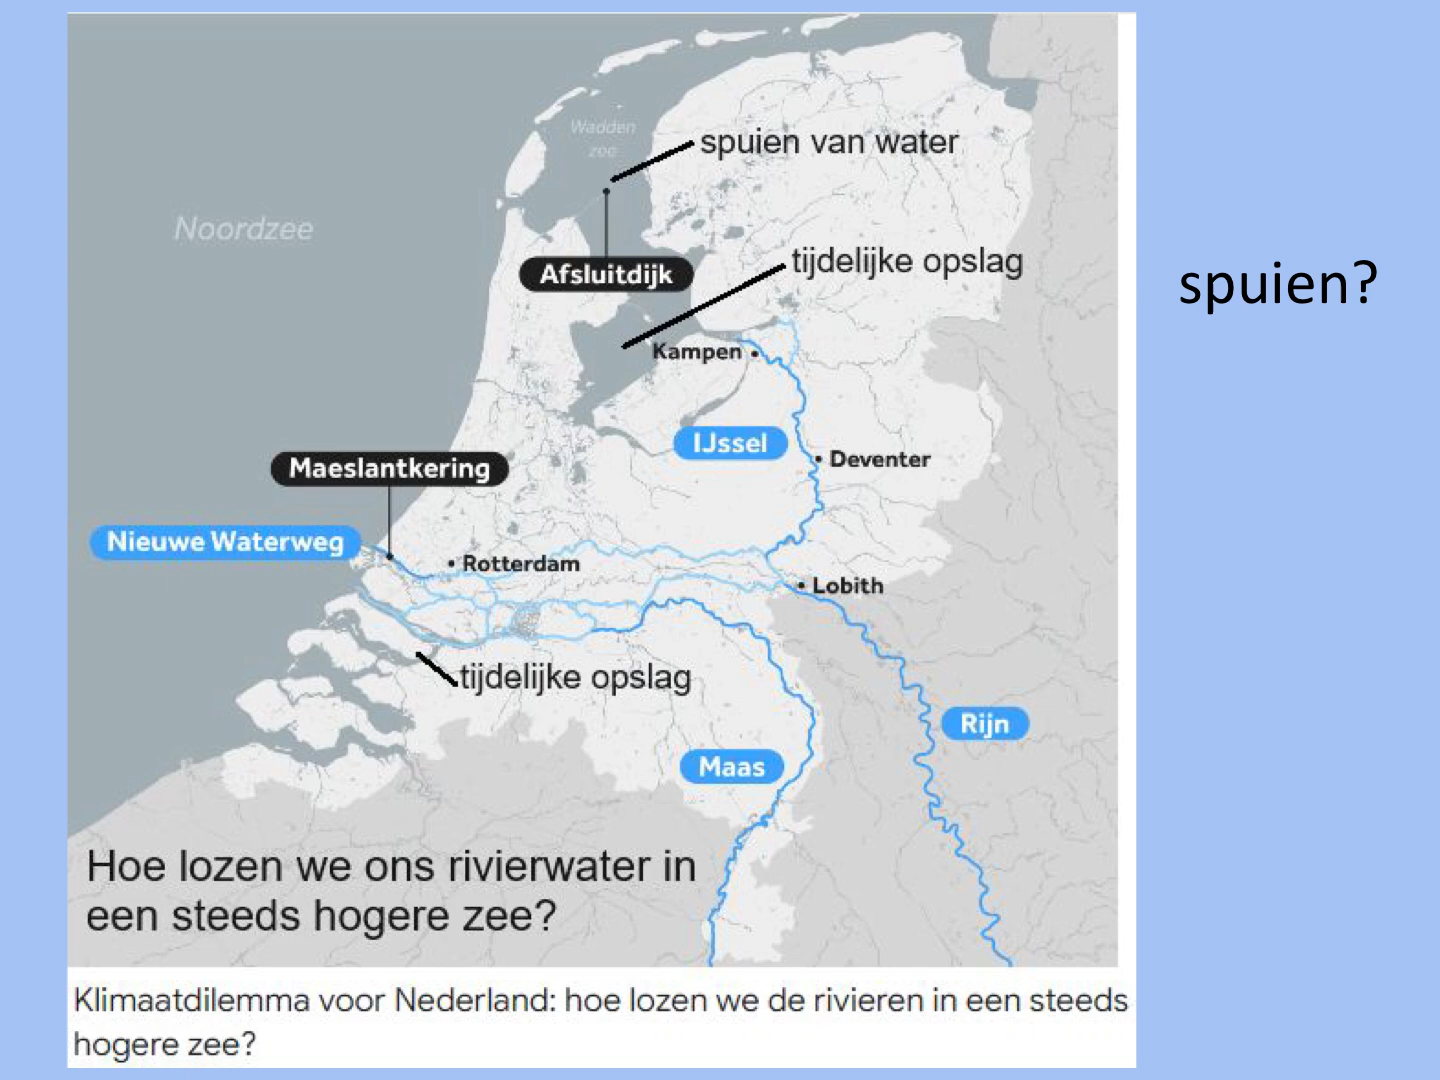 Wadden
zee
spuien van water
Noordzee
Afsluitdijk
tijdelijke opslag
spuien?
Kampen
IJssel
Deventer
Maeslantkering
Nieuwe Waterweg
Rotterdam
Lobith
tijdelijke opslag
Rijn
Maas
Hoe lozen we ons rivierwater in
een steeds hogere zee?
Klimaatdilemma voor Nederland: hoe lozen we de rivieren in een steeds
hogere zee?